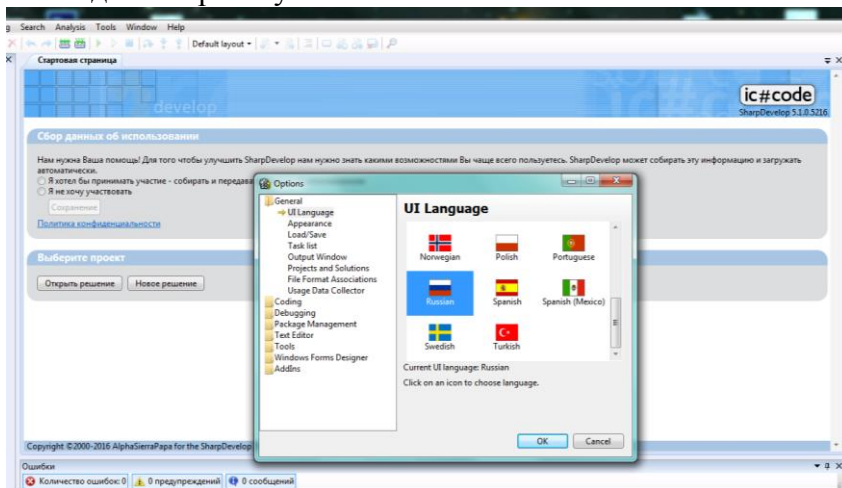 Search Analysis Tools Window Help
Default layout
Стартовая страница
develop
ic#code
SharpDevelop 5.1.0.5216
Сбор данных об использовании
Нам нужна Ваша помощь! Для того чтобы улучшить SharpDevelop нам нужно знать какими возможностями Вы чаще всего пользуетесь. SharpDevelop может собирать эту информацию и загружать
автоматически.
Я хотел бы принимать участие - собирать и
Я не хочу участвовать
Сохранение
Политика конфиденциальности
Выберите проект
Открыть решение Новое решение
Options
General
UI Language
Appearance
Load/Save
Task list
Output Window
Projects and Solutions
File Format Associations
Usage Data Collector
Coding
Debugging
Package Management
Text Editor
Tools
Windows Forms Designer
AddIns
UI Language
Norwegian Polish Portuguese
Russian Spanish Spanish (Mexico)
Swedish Turkish
Current UI language: Russian
Click on an icon to choose language.
OK Cancel
Copyright ©2000-2016 AlphaSierraPapa for the SharpDevelop
Ошибки
Количество ошибок: 0 0 предупреждений 0 сообщений